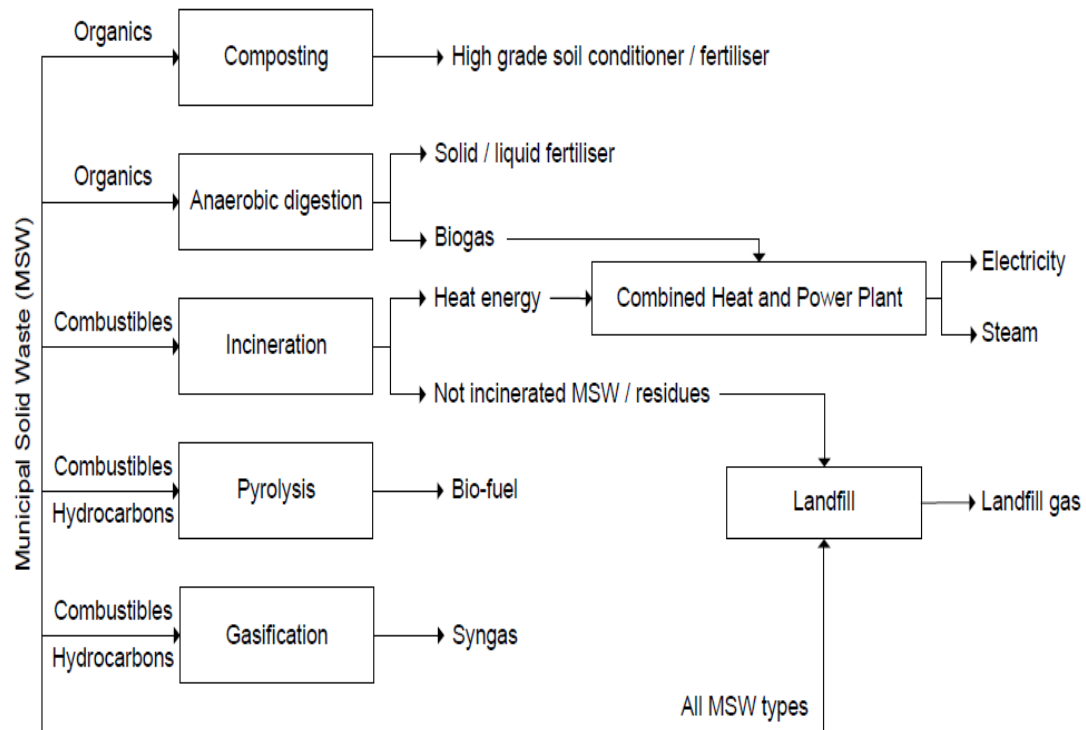 Organics
Composting
High grade soil conditioner / fertiliser
Organics
Anaerobic digestion
Solid / liquid fertiliser
Biogas
Municipal Solid Waste (MSW)
Combustibles
Incineration
Heat energy
Combined Heat and Power Plant
Electricity
Steam
Not incinerated MSW / residues
Combustibles
Hydrocarbons
Pyrolysis
Bio-fuel
Landfill
Landfill gas
Combustibles
Hydrocarbons
Gasification
Syngas
All MSW types